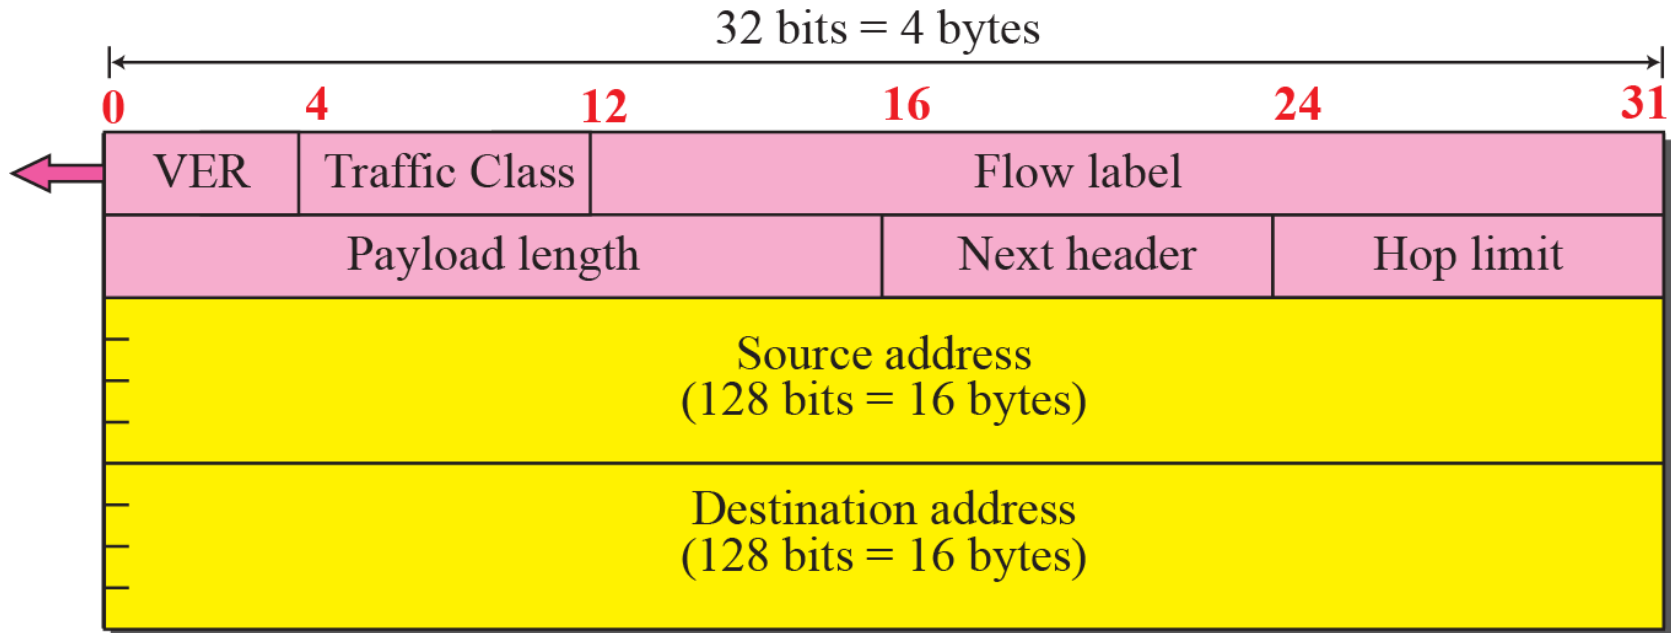 32 bits = 4 bytes
0 4 12 16 24 31
VER Traffic Class Flow label
Payload length Next header Hop limit
Source address
(128 bits = 16 bytes)
Destination address
(128 bits = 16 bytes)